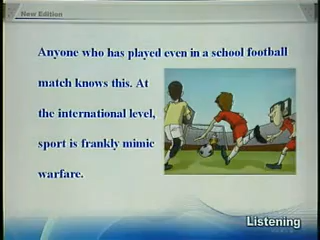 New Edition
Anyone who has played even in a school football
match knows this. At
the international level,
sport is frankly mimic
warfare.
Listening